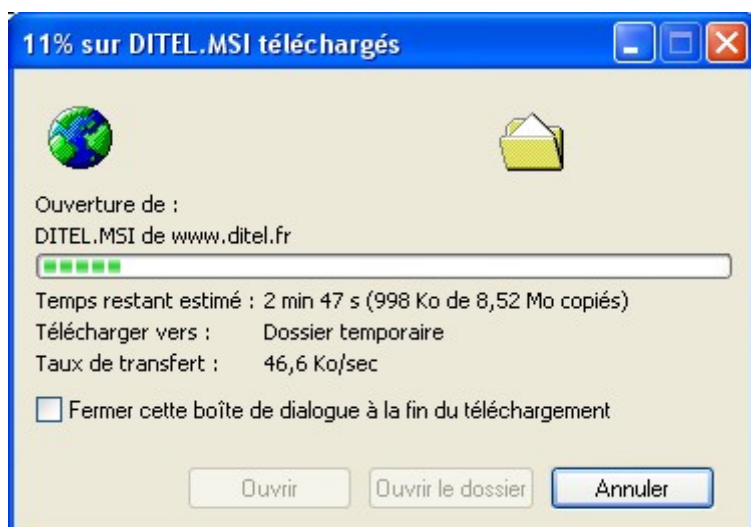 11% sur DITEL.MSI téléchargés
Ouverture de :
DITEL.MSI de www.ditel.fr
Temps restant estimé : 2 min 47 s (998 Ko de 8,52 Mo copiés)
Télécharger vers : Dossier temporaire
Taux de transfert : 46,6 Ko/sec
Fermer cette boîte de dialogue à la fin du téléchargement
Ouvrir Ouvrir le dossier Annuler